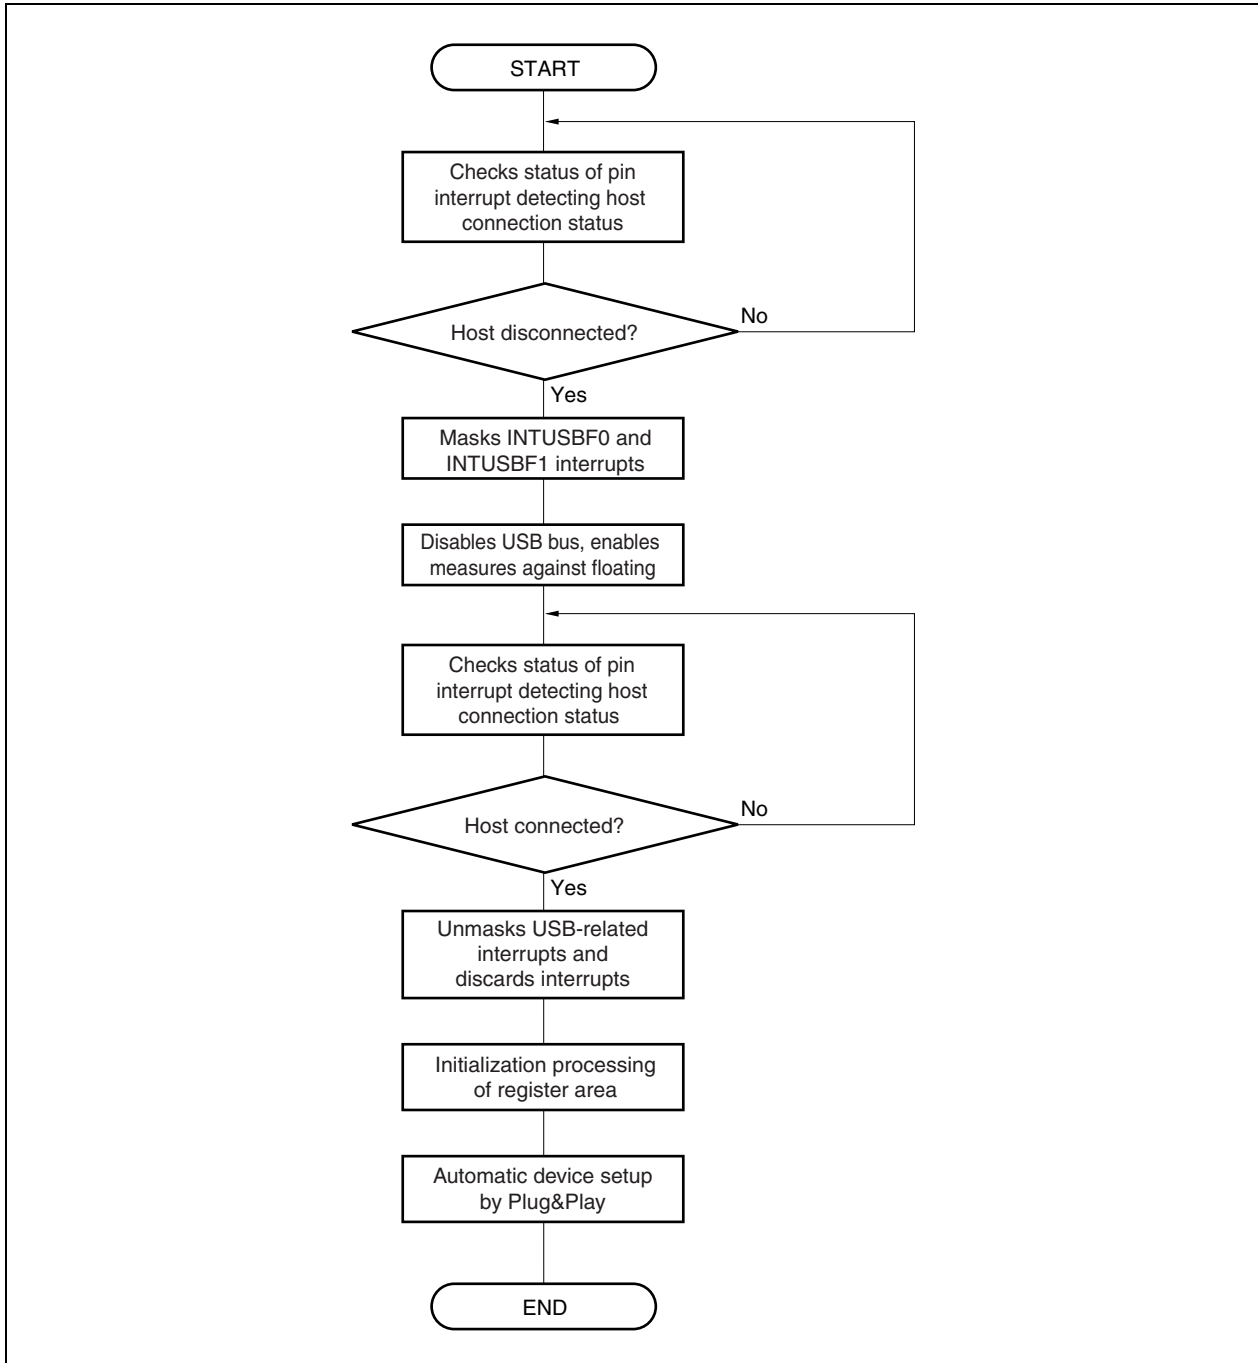 START
Checks status of pin
interrupt detecting host
connection status
Host disconnected?
No
Yes
Masks INTUSBF0 and
INTUSBF1 interrupts
Disables USB bus, enables
measures against floating
Checks status of pin
interrupt detecting host
connection status
Host connected?
No
Yes
Unmasks USB-related
interrupts and
discards interrupts
Initialization processing
of register area
Automatic device setup
by Plug&Play
END